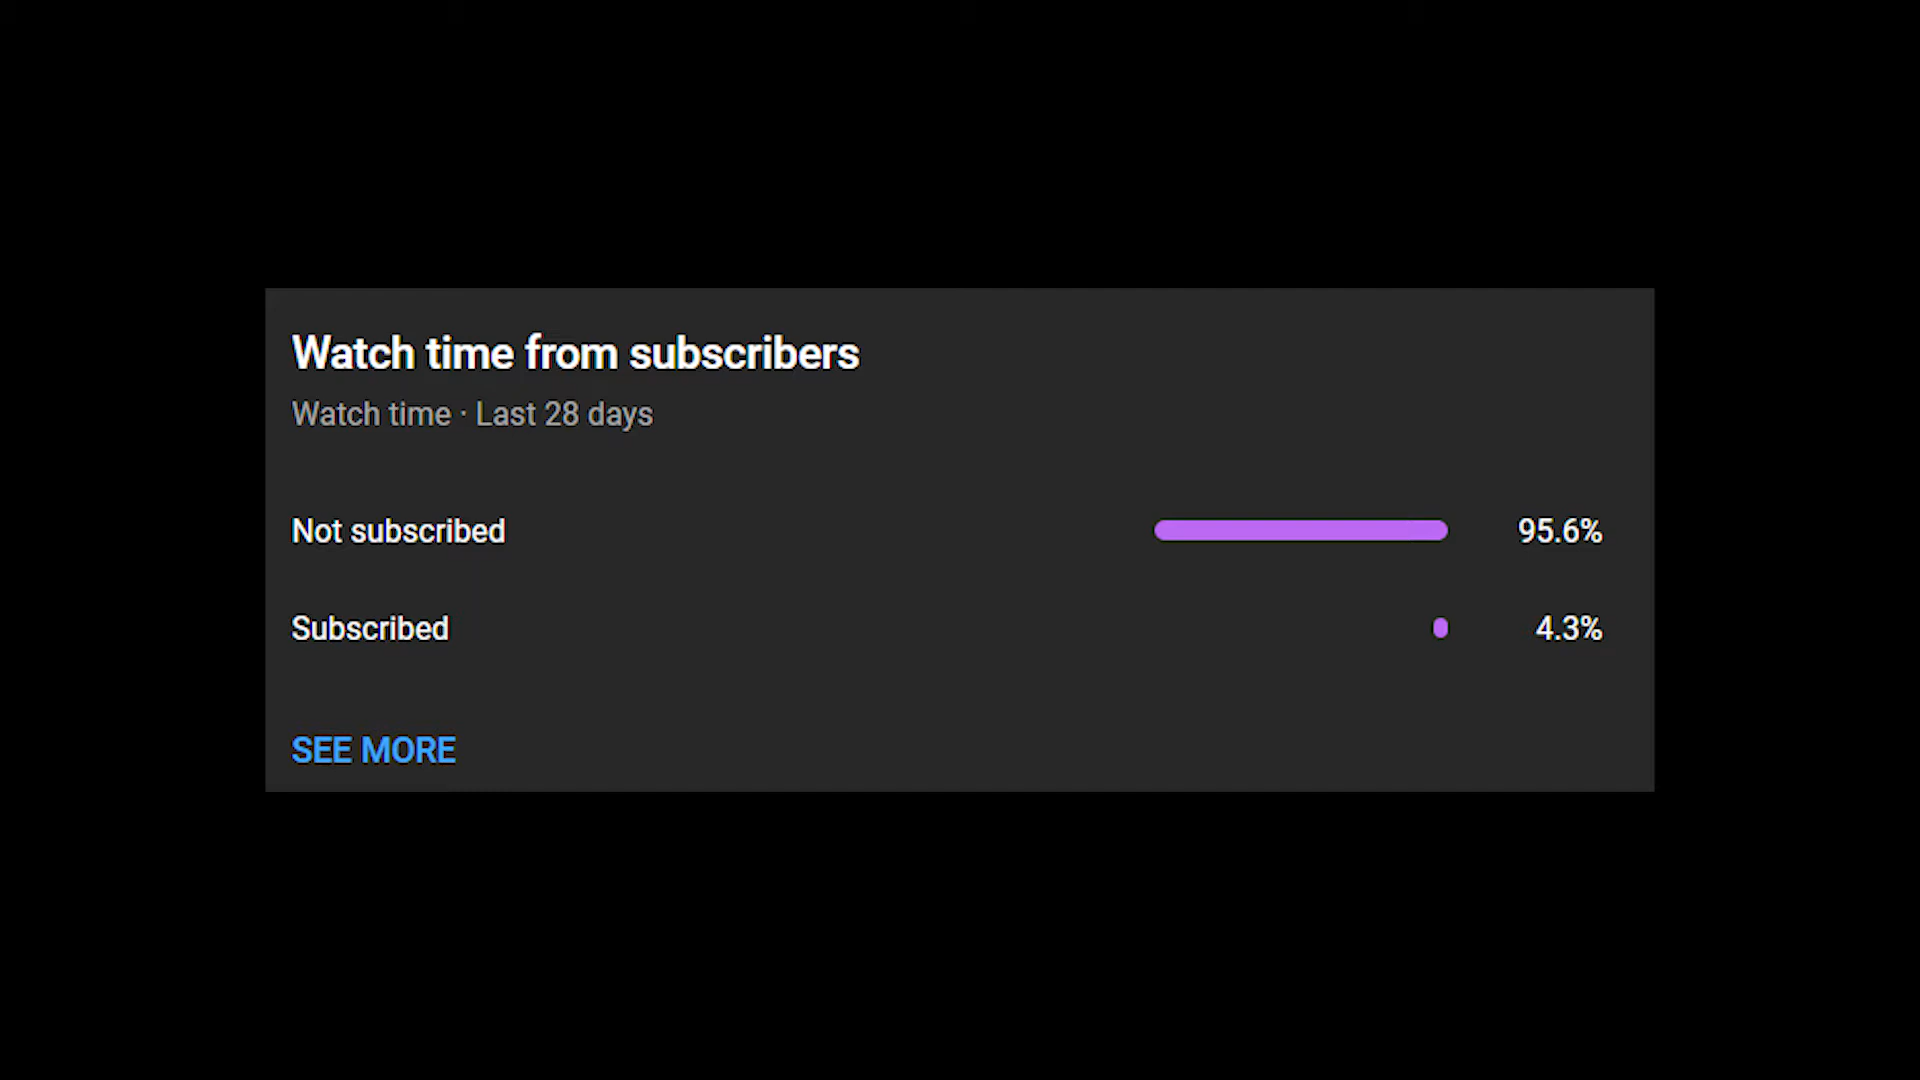 Watch time from subscribers
Watch time · Last 28 days
Not subscribed 95.6%
Subscribed 4.3%
SEE MORE